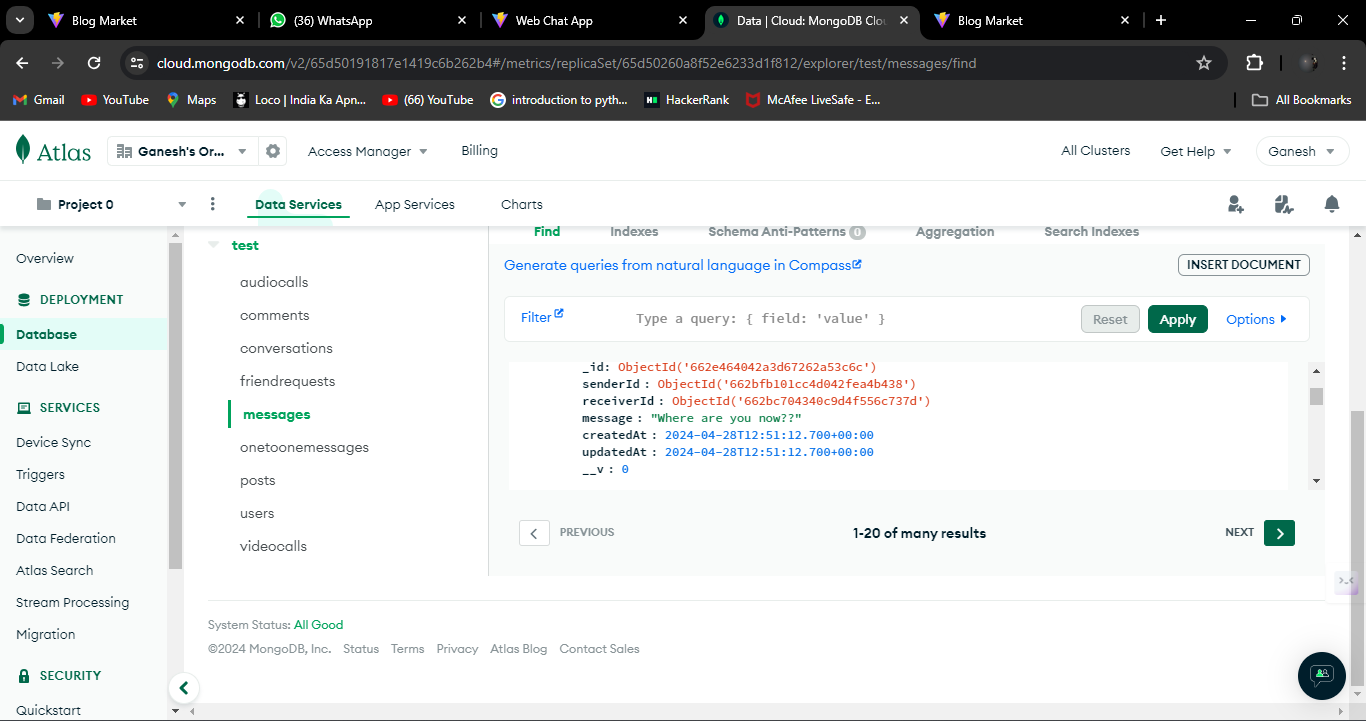 Blog Market
(36) WhatsApp
Web Chat App
Data | Cloud: MongoDB Clou
Blog Market
cloud.mongodb.com/v2/65d50191817e1419c6b262b4#/metrics/replicaSet/65d50260a8f52e6233d1f812/explorer/test/messages/find
Gmail
YouTube
Maps
Loco | India Ka Apn...
(66) YouTube
introduction to pyth...
HackerRank
McAfee LiveSafe - E...
All Bookmarks
Atlas
Ganesh's Or...
Access Manager
Billing
All Clusters
Get Help
Ganesh
Project 0
Data Services
App Services
Charts
Overview
DEPLOYMENT
Database
Data Lake
SERVICES
Device Sync
Triggers
Data API
Data Federation
Atlas Search
Stream Processing
Migration
SECURITY
Quickstart
test
audiocalls
comments
conversations
friendrequests
messages
onetoonemessages
posts
users
videocalls
Find
Indexes
Schema Anti-Patterns 0
Aggregation
Search Indexes
Generate queries from natural language in Compass
INSERT DOCUMENT
Filter
Type a query: { field: 'value' }
Reset
Apply
Options
_id: ObjectId('662e464042a3d67262a53c6c')
senderId : ObjectId('662bfb101cc4d042fea4b438')
receiverId : ObjectId('662bc704340c9d4f556c737d')
message : "Where are you now??"
createdAt : 2024-04-28T12:51:12.700+00:00
updatedAt : 2024-04-28T12:51:12.700+00:00
__v : 0
PREVIOUS
1-20 of many results
NEXT
System Status: All Good
©2024 MongoDB, Inc. Status Terms Privacy Atlas Blog Contact Sales